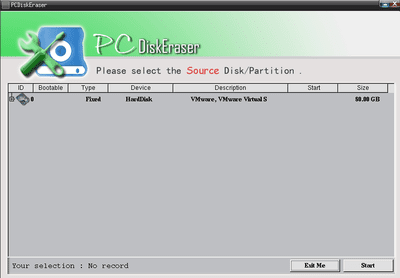 PCDiskEraser
PC DiskEraser
Please select the Source Disk/Partition .
ID Bootable Type Device Description Start Size
0 Fixed HardDisk VMware, VMware Virtual S 60.00 GB
Your selection : No record Exit Me Start